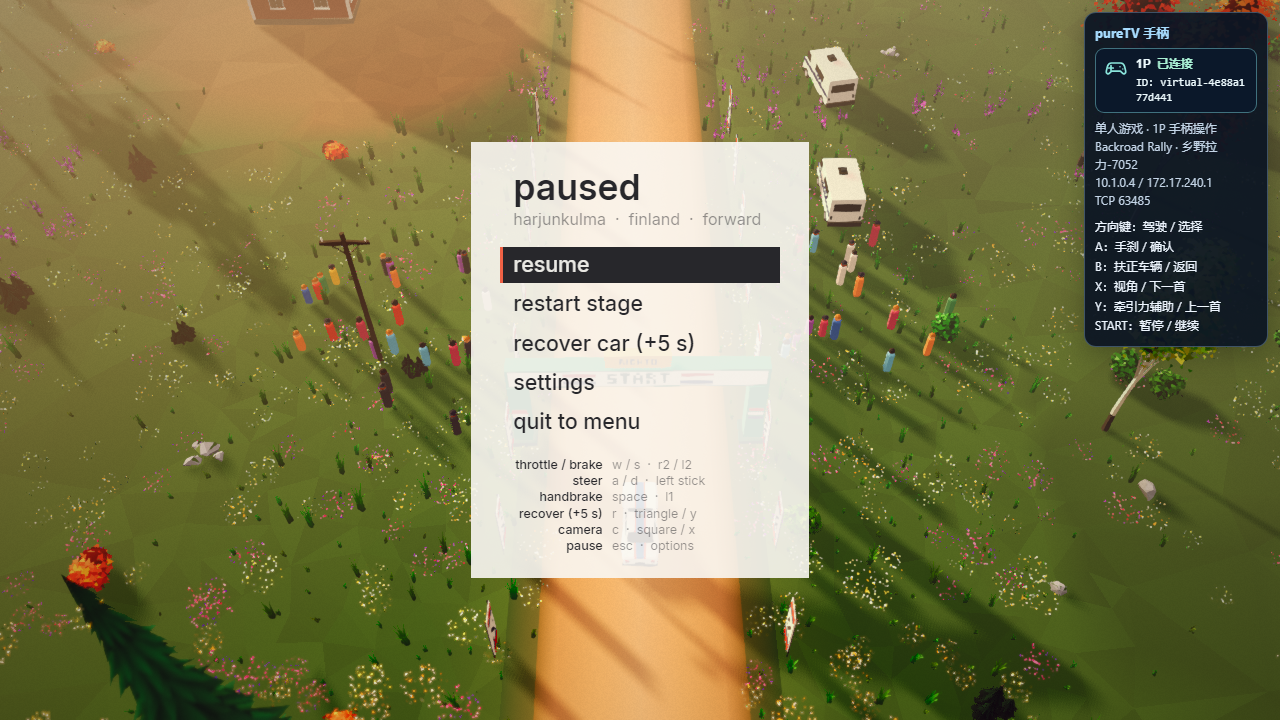 paused
harjunkulma · finland · forward
resume
restart stage
recover car (+5 s)
settings
quit to menu
START
throttle / brake w / s · r2 / l2
steer a / d · left stick
handbrake space · l1
recover (+5 s) r · triangle / y
camera c · square / x
pause esc · options
pureTV 手柄
1P 已连接
ID: virtual-4e88a1
77d441
单人游戏 · 1P 手柄操作
Backroad Rally · 乡野拉
力-7052
10.1.0.4 / 172.17.240.1
TCP 63485
方向键：驾驶 / 选择
A：手刹 / 确认
B：扶正车辆 / 返回
X：视角 / 下一首
Y：牵引力辅助 / 上一首
START：暂停 / 继续